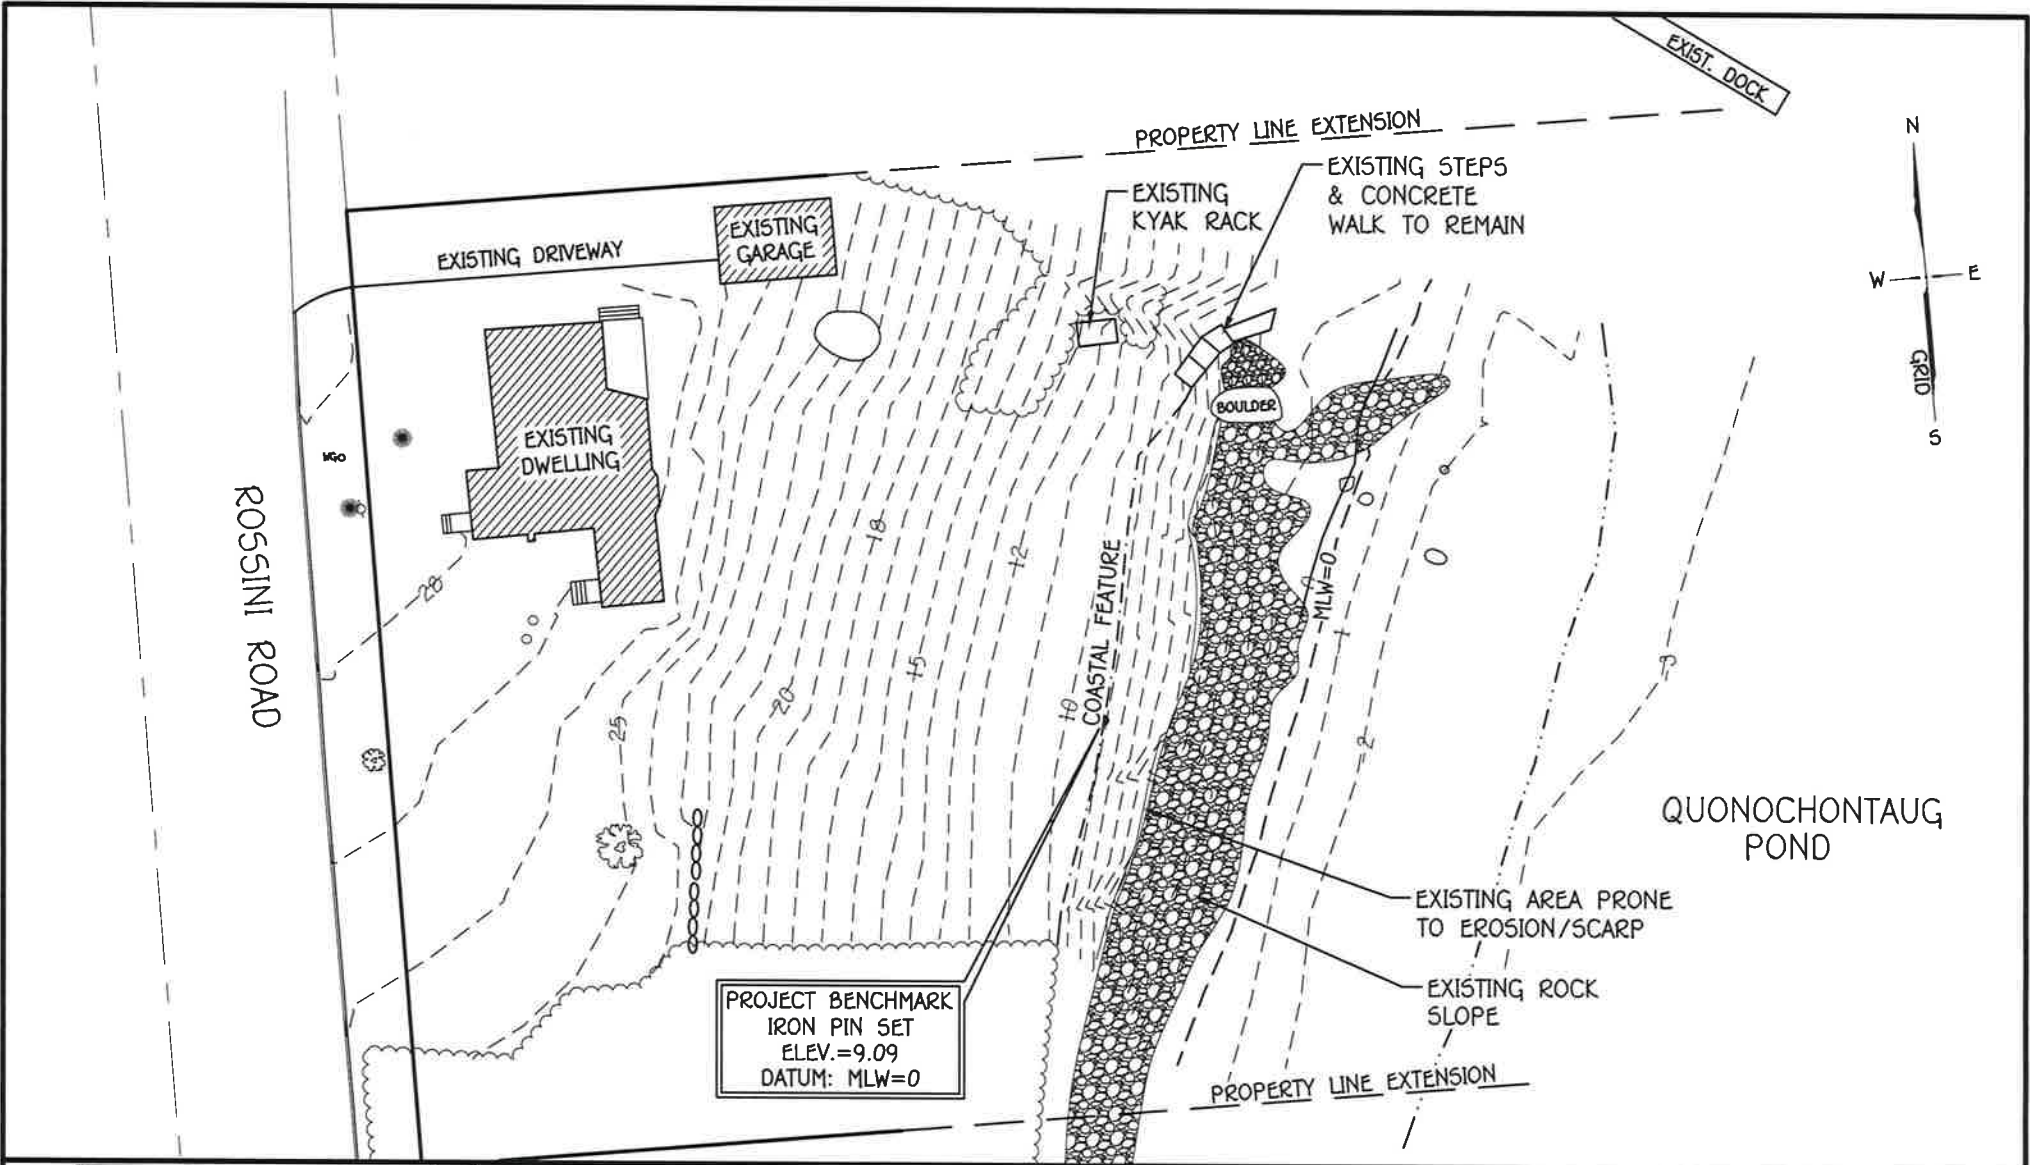 EXIST. DOCK
PROPERTY LINE EXTENSION
N
W
E
GRID
S
EXISTING STEPS
& CONCRETE
WALK TO REMAIN
EXISTING
KYAK RACK
EXISTING
GARAGE
EXISTING DRIVEWAY
BOULDER
EXISTING
DWELLING
ROSSINI ROAD
28
25
20
18
15
12
10
COASTAL FEATURE
MLW=0
0
1
2
3
QUONOCHONTAUG
POND
EXISTING AREA PRONE
TO EROSION/SCARP
EXISTING ROCK
SLOPE
PROJECT BENCHMARK
IRON PIN SET
ELEV.=9.09
DATUM: MLW=0
PROPERTY LINE EXTENSION